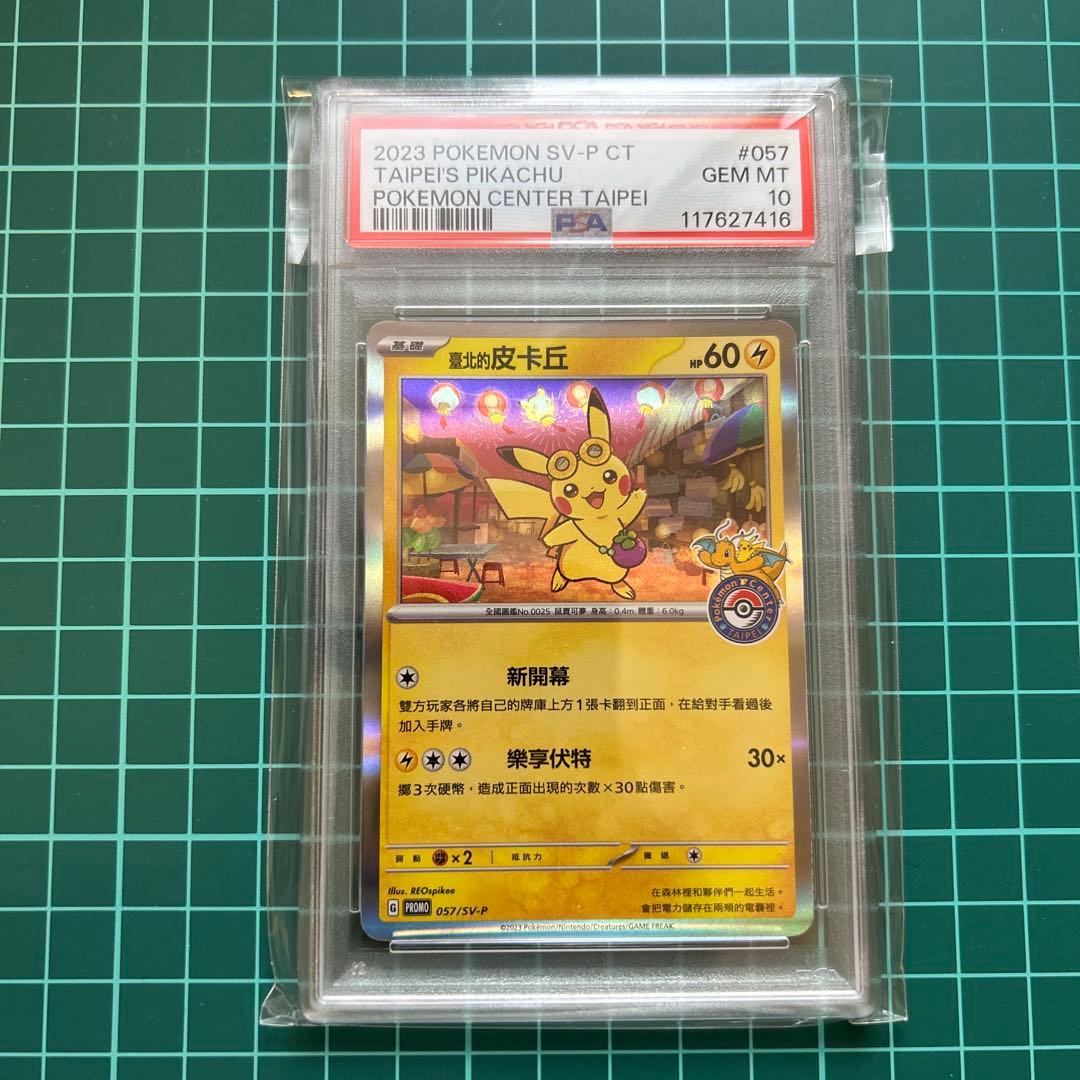 2023 POKEMON SV-P CT #057
TAIPEI'S PIKACHU GEM MT
POKEMON CENTER TAIPEI 10
PSA 117627416
基礎 臺北的皮卡丘 HP60
全國圖鑑No.0025 鼠寶可夢 身高：0.4m 體重：6.0kg
Pokémon Center
TAIPEI
新開幕
雙方玩家各將自己的牌庫上方1張卡翻到正面，在給對手看過後
加入手牌。
樂享伏特 30×
擲3次硬幣，造成正面出現的次數×30點傷害。
弱點 ×2 抵抗力 撤退
Illus. REOspikee
G PROMO 057/SV-P
在森林裡和夥伴們一起生活。
會把電力儲存在兩頰的電囊裡。
©2023 Pokémon/Nintendo/Creatures/GAME FREAK.